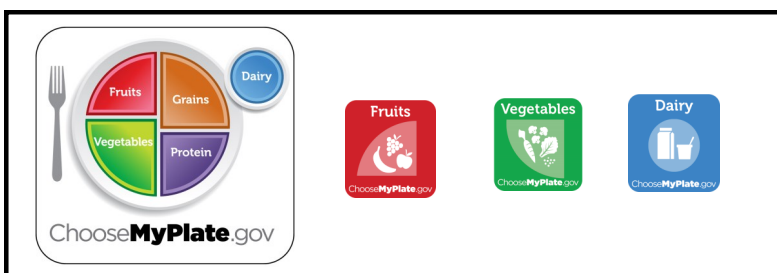 Fruits
Grains
Dairy
Vegetables
Protein
ChooseMyPlate.gov
Fruits
ChooseMyPlate.gov
Vegetables
ChooseMyPlate.gov
Dairy
ChooseMyPlate.gov